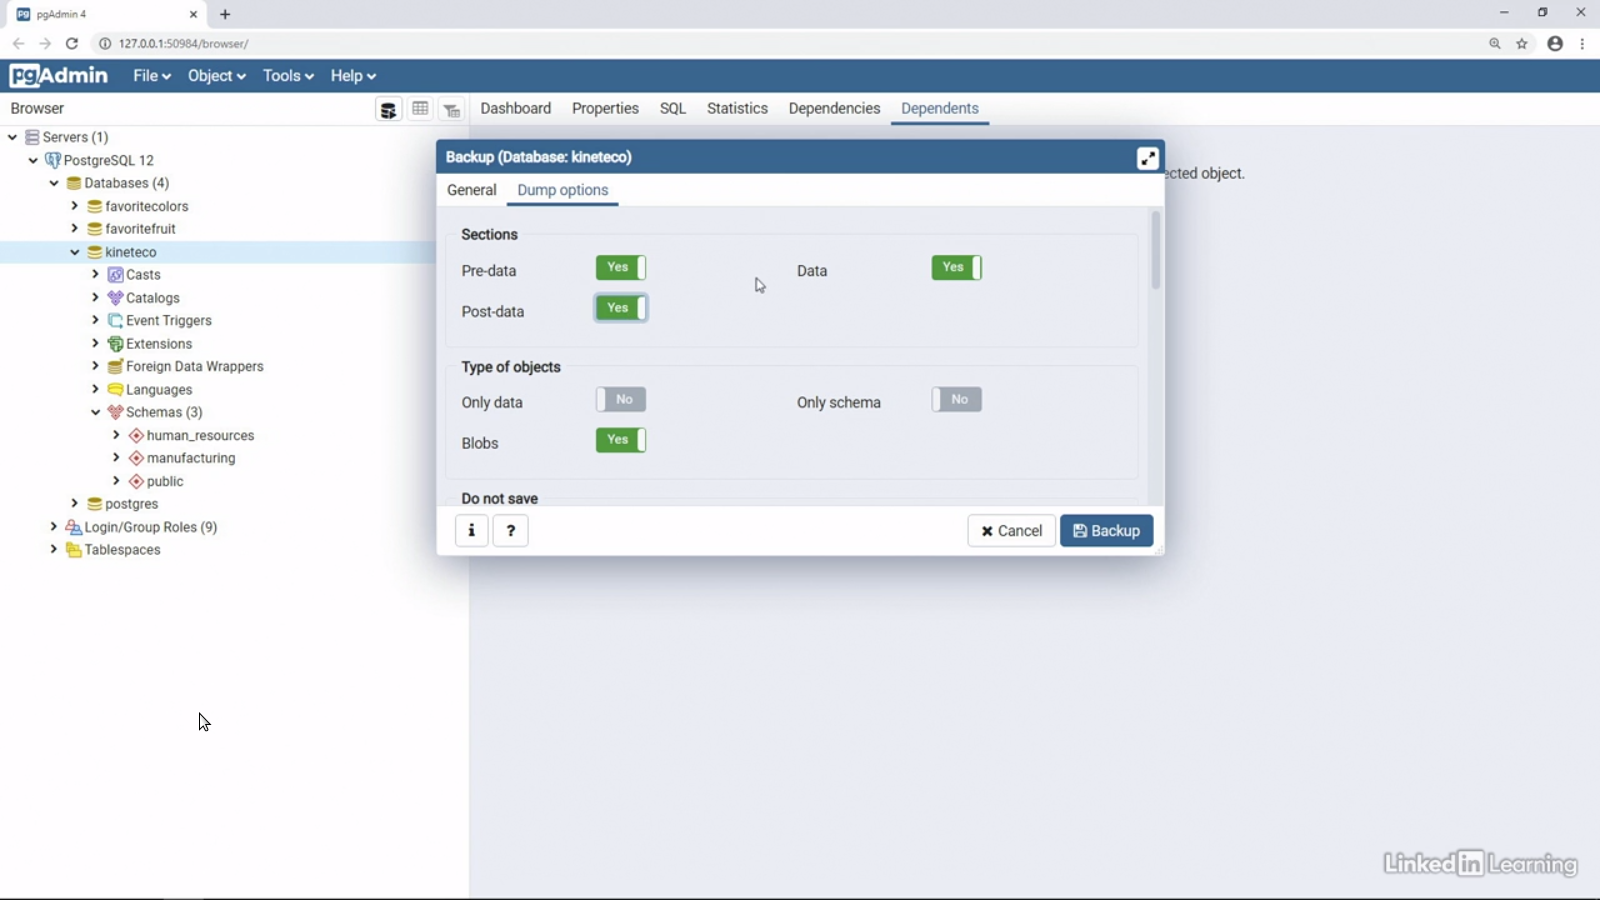 pgAdmin 4
127.0.0.1:50984/browser/
pgAdmin File Object Tools Help
Browser
Dashboard Properties SQL Statistics Dependencies Dependents
Servers (1)
PostgreSQL 12
Databases (4)
favoritecolors
favoritefruit
kineteco
Casts
Catalogs
Event Triggers
Extensions
Foreign Data Wrappers
Languages
Schemas (3)
human_resources
manufacturing
public
postgres
Login/Group Roles (9)
Tablespaces
Backup (Database: kineteco)
ected object.
General Dump options
Sections
Pre-data Yes Data Yes
Post-data Yes
Type of objects
Only data No Only schema No
Blobs Yes
Do not save
i ? Cancel Backup
Linked in Learning